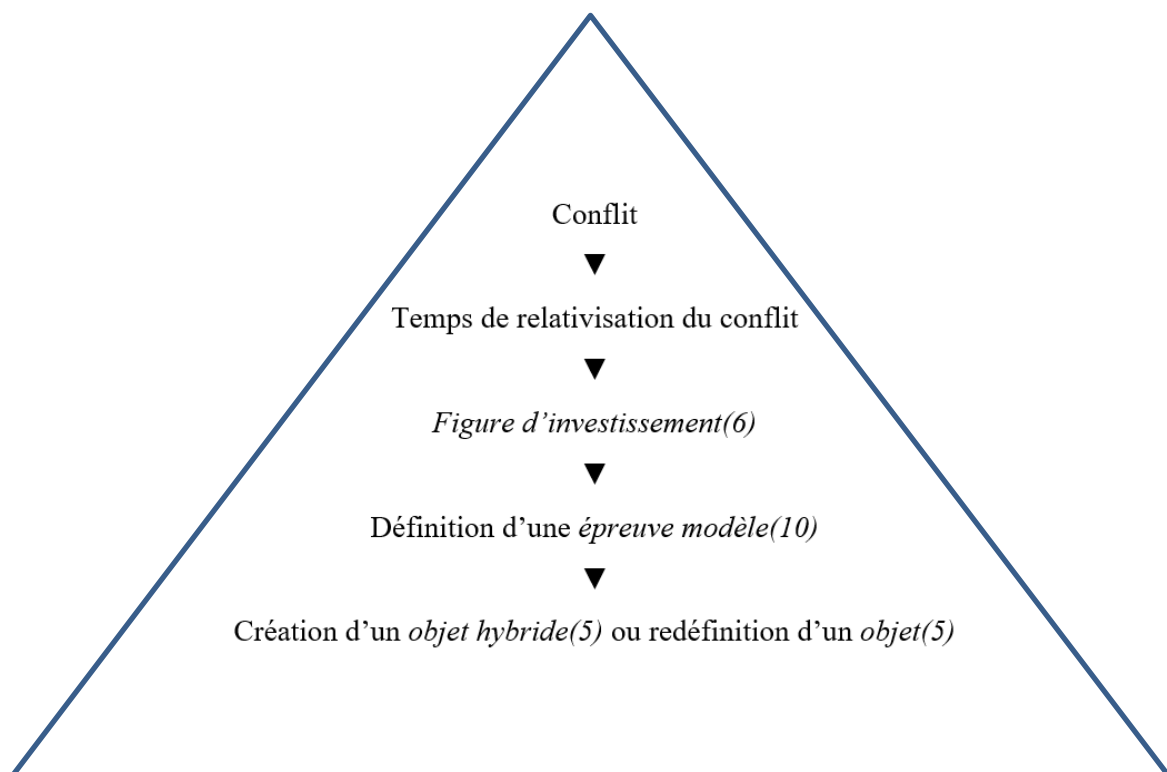 Conflit
▼
Temps de relativisation du conflit
▼
Figure d’investissement(6)
▼
Définition d’une épreuve modèle(10)
▼
Création d’un objet hybride(5) ou redéfinition d’un objet(5)